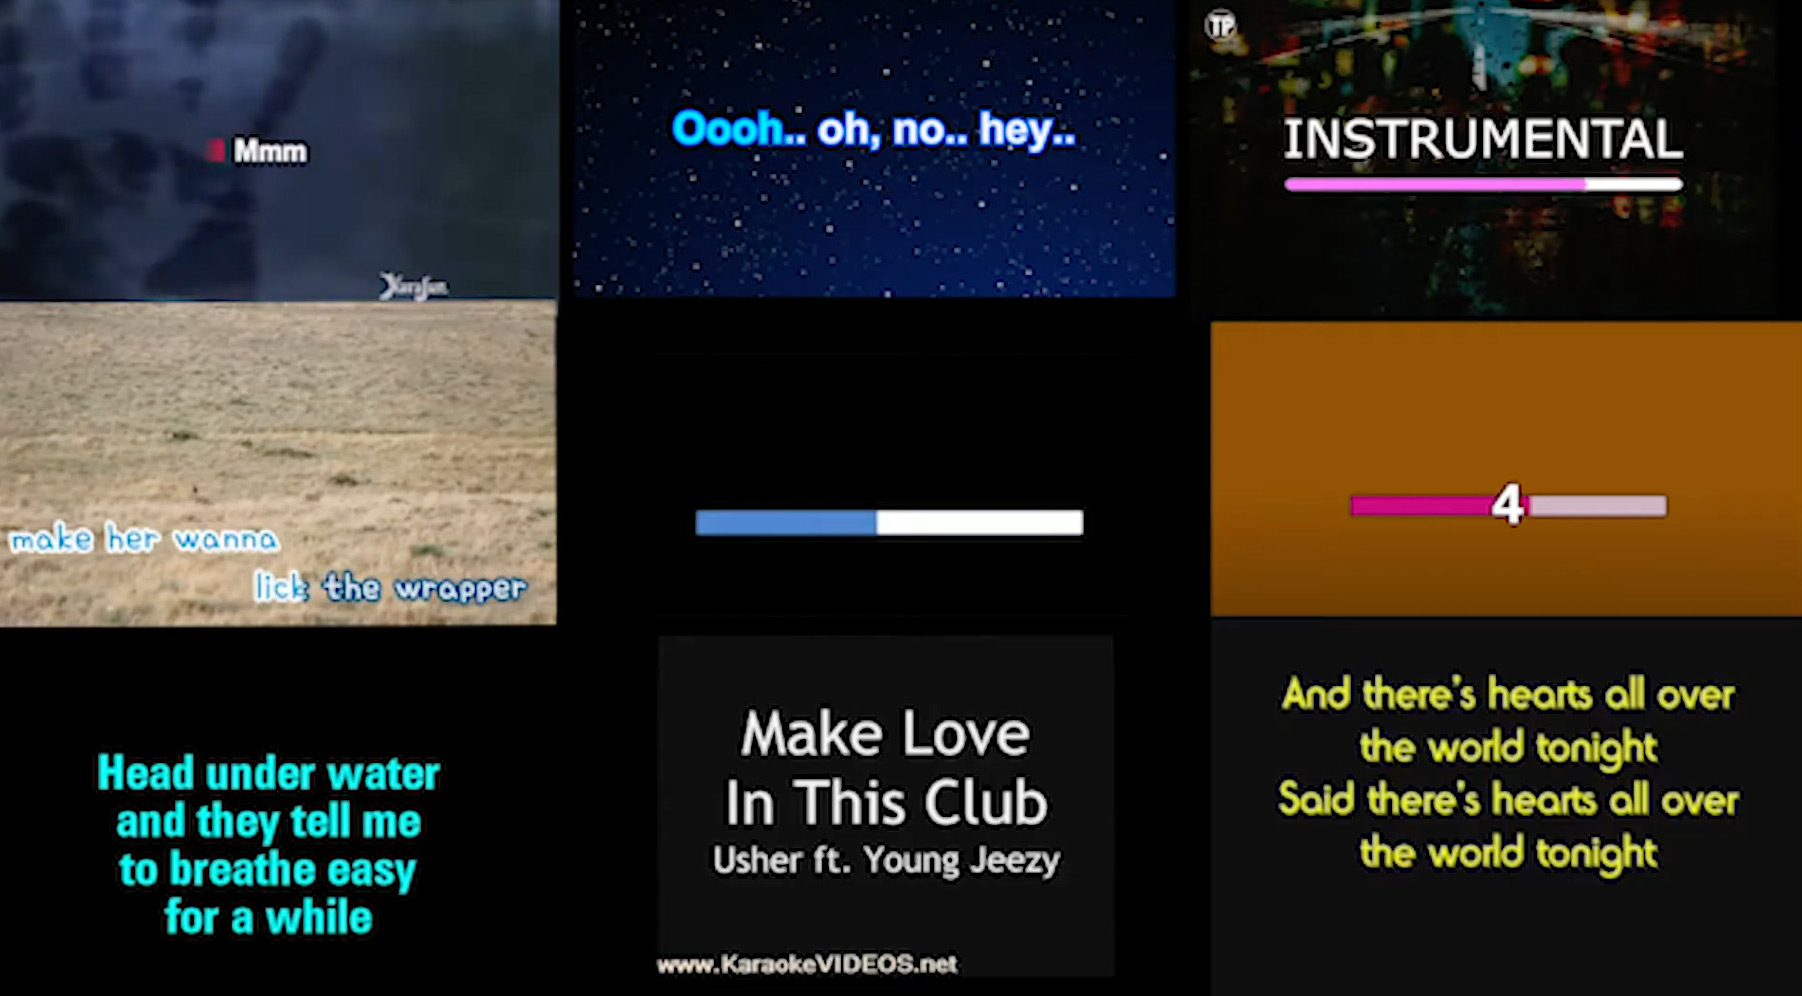 Mmm
KaraFun
Oooh.. oh, no.. hey..
TP
INSTRUMENTAL
make her wanna
lick the wrapper
4
Head under water
and they tell me
to breathe easy
for a while
Make Love
In This Club
Usher ft. Young Jeezy
www.KaraokeVIDEOS.net
And there's hearts all over
the world tonight
Said there's hearts all over
the world tonight